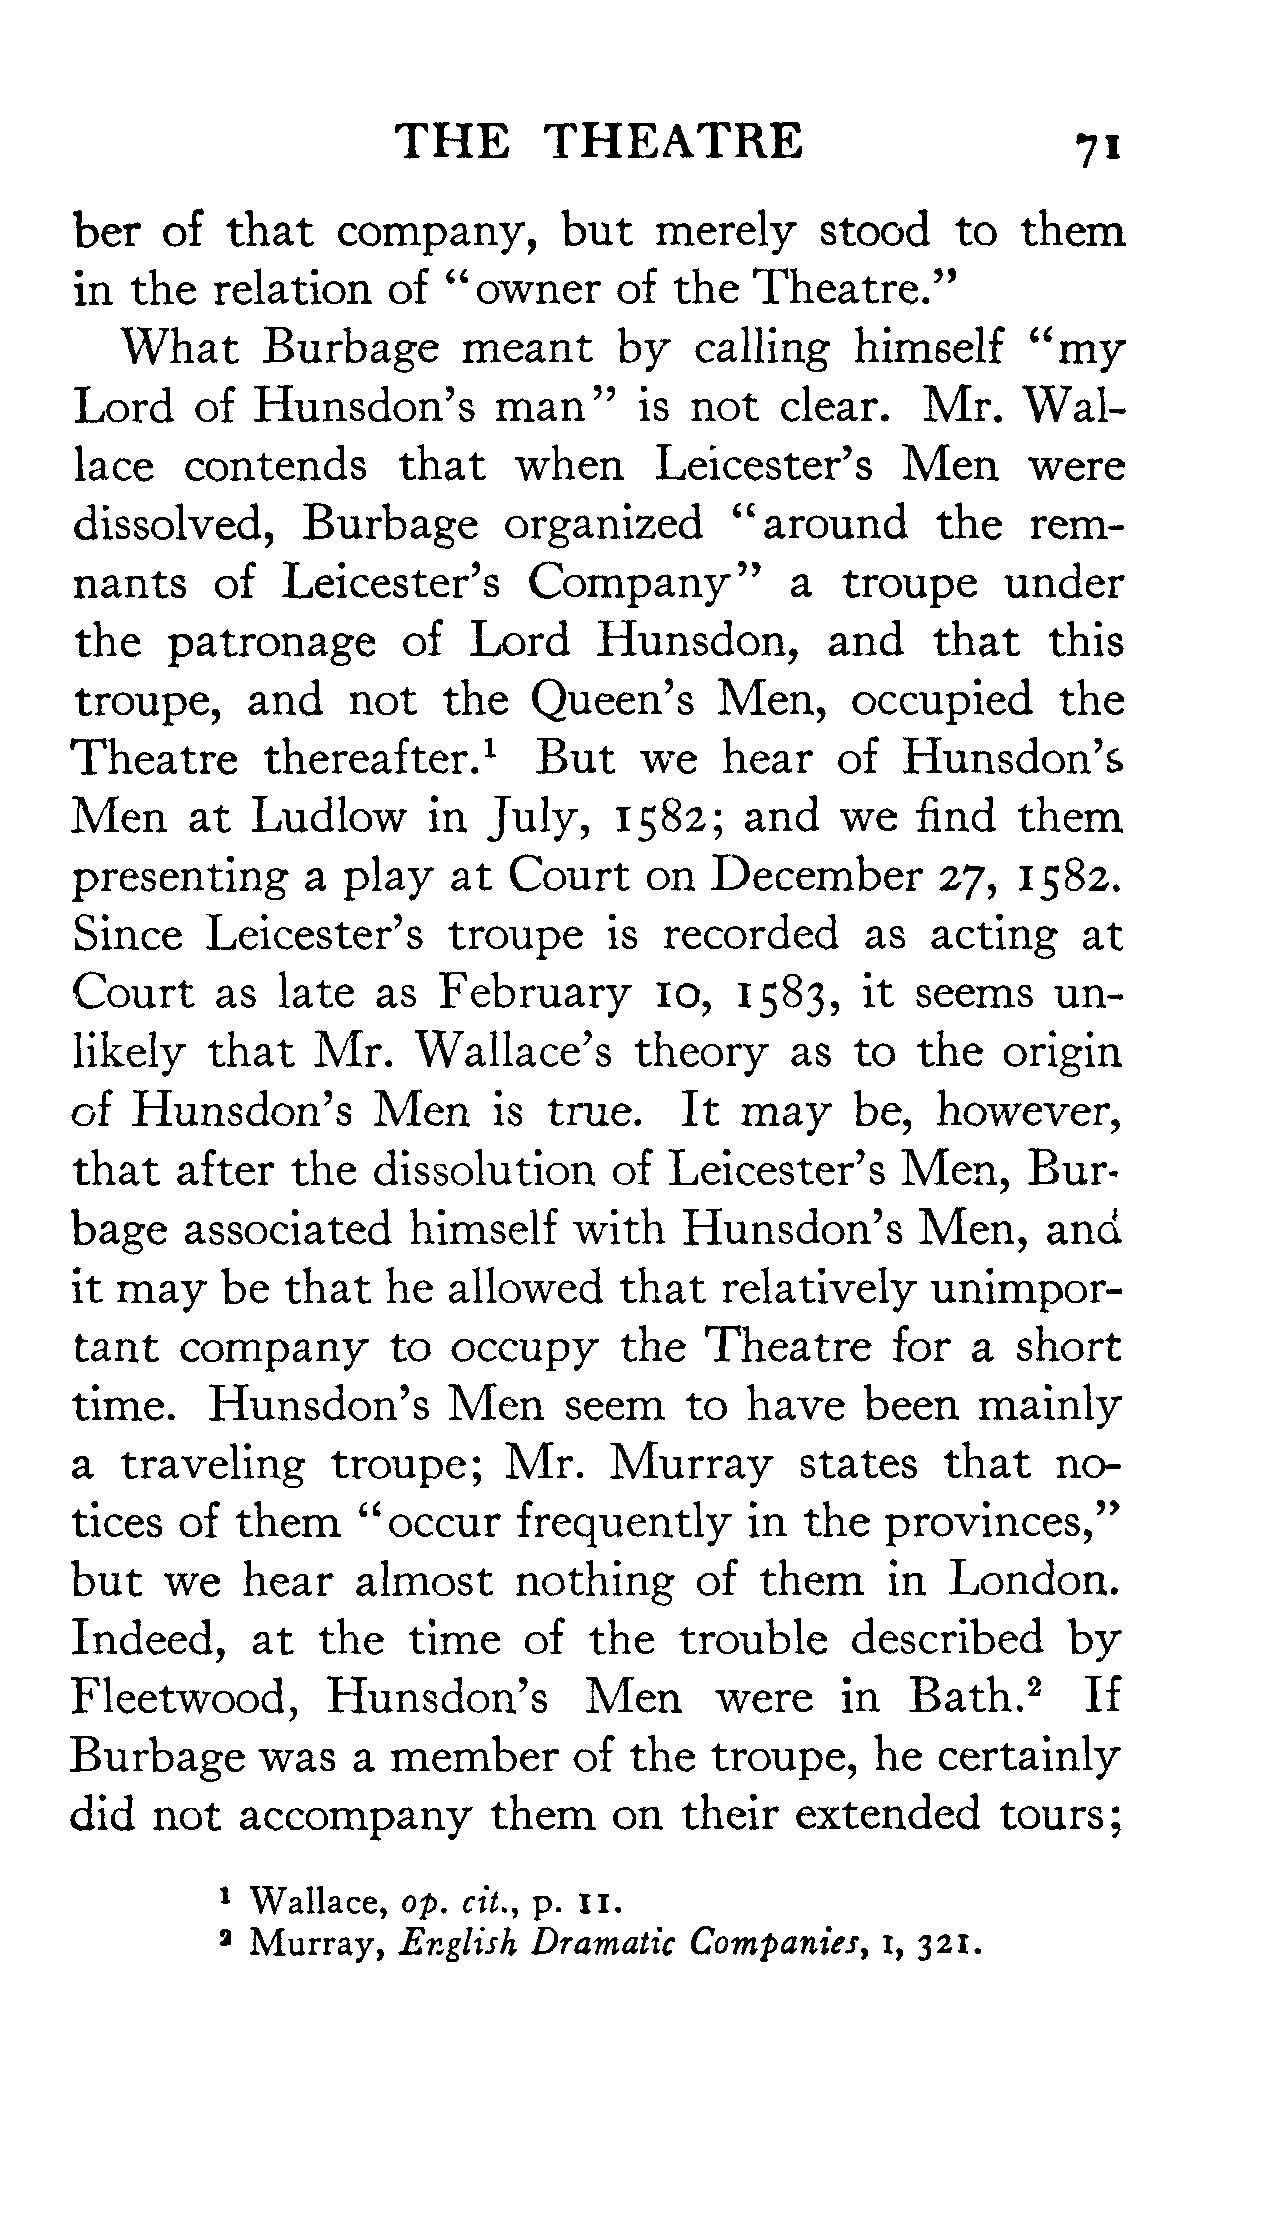 THE THEATRE 71
ber of that company, but merely stood to them
in the relation of “owner of the Theatre.”
What Burbage meant by calling himself “my
Lord of Hunsdon’s man” is not clear. Mr. Wal-
lace contends that when Leicester’s Men were
dissolved, Burbage organized “around the rem-
nants of Leicester’s Company” a troupe under
the patronage of Lord Hunsdon, and that this
troupe, and not the Queen’s Men, occupied the
Theatre thereafter.¹ But we hear of Hunsdon’s
Men at Ludlow in July, 1582; and we find them
presenting a play at Court on December 27, 1582.
Since Leicester’s troupe is recorded as acting at
Court as late as February 10, 1583, it seems un-
likely that Mr. Wallace’s theory as to the origin
of Hunsdon’s Men is true. It may be, however,
that after the dissolution of Leicester’s Men, Bur-
bage associated himself with Hunsdon’s Men, and
it may be that he allowed that relatively unimpor-
tant company to occupy the Theatre for a short
time. Hunsdon’s Men seem to have been mainly
a traveling troupe; Mr. Murray states that no-
tices of them “occur frequently in the provinces,”
but we hear almost nothing of them in London.
Indeed, at the time of the trouble described by
Fleetwood, Hunsdon’s Men were in Bath.² If
Burbage was a member of the troupe, he certainly
did not accompany them on their extended tours;
¹ Wallace, op. cit., p. 11.
² Murray, English Dramatic Companies, 1, 321.